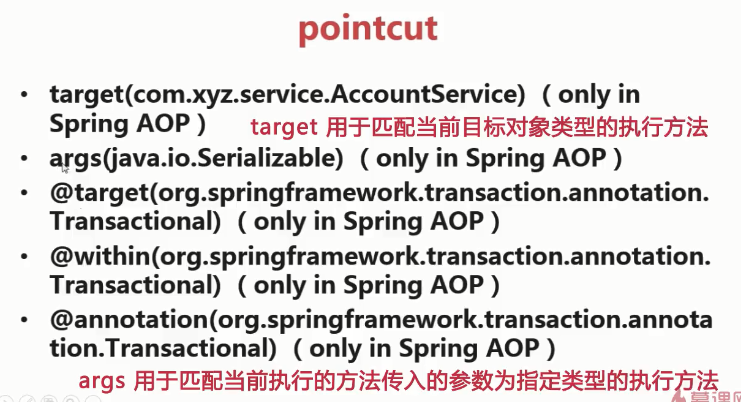 pointcut
• target(com.xyz.service.AccountService) ( only in
Spring AOP )
target 用于匹配当前目标对象类型的执行方法
• args(java.io.Serializable) ( only in Spring AOP )
• @target(org.springframework.transaction.annotation.
Transactional) ( only in Spring AOP )
• @within(org.springframework.transaction.annotation.
Transactional) ( only in Spring AOP )
• @annotation(org.springframework.transaction.annota
tion.Transactional) ( only in Spring AOP )
args 用于匹配当前执行的方法传入的参数为指定类型的执行方法